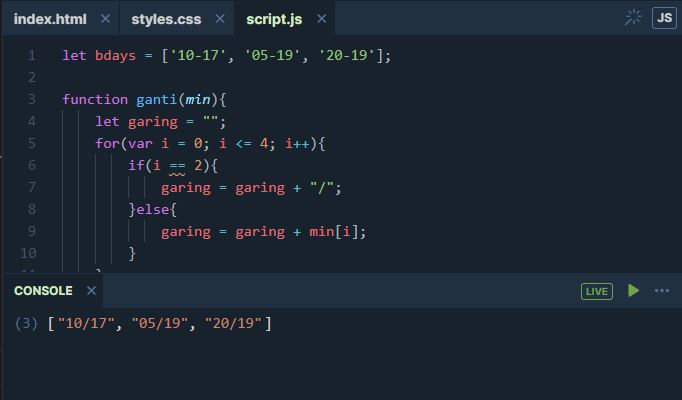 index.html × styles.css × script.js × JS
1 let bdays = ['10-17', '05-19', '20-19'];
2
3 function ganti(min){
4 let garing = "";
5 for(var i = 0; i <= 4; i++){
6 if(i == 2){
7 garing = garing + "/";
8 }else{
9 garing = garing + min[i];
10 }
CONSOLE × LIVE
(3) ["10/17", "05/19", "20/19"]